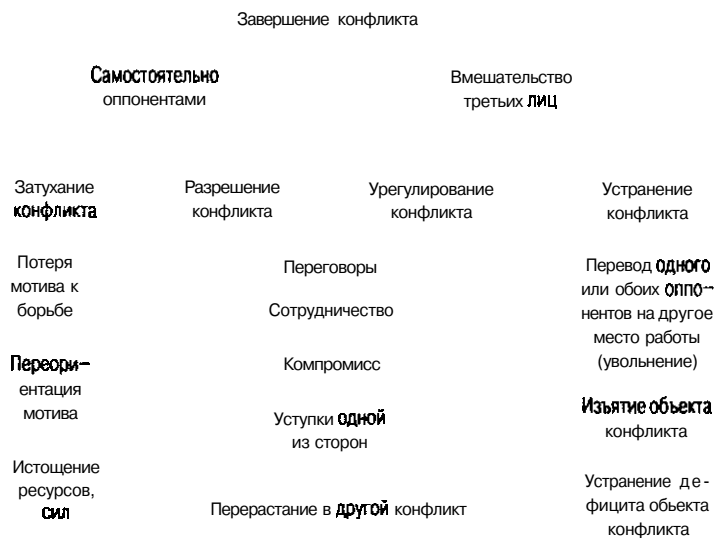 Завершение конфликта
Самостоятельно
оппонентами
Вмешательство
третьих лиц
Затухание
конфликта
Разрешение
конфликта
Урегулирование
конфликта
Устранение
конфликта
Потеря
мотива к
борьбе
Переори-
ентация
мотива
Истощение
ресурсов,
сил
Переговоры
Сотрудничество
Компромисс
Уступки одной
из сторон
Перерастание в другой конфликт
Перевод одного
или обоих оппо-
нентов на другое
место работы
(увольнение)
Изъятие объекта
конфликта
Устранение де-
фицита обьекта
конфликта